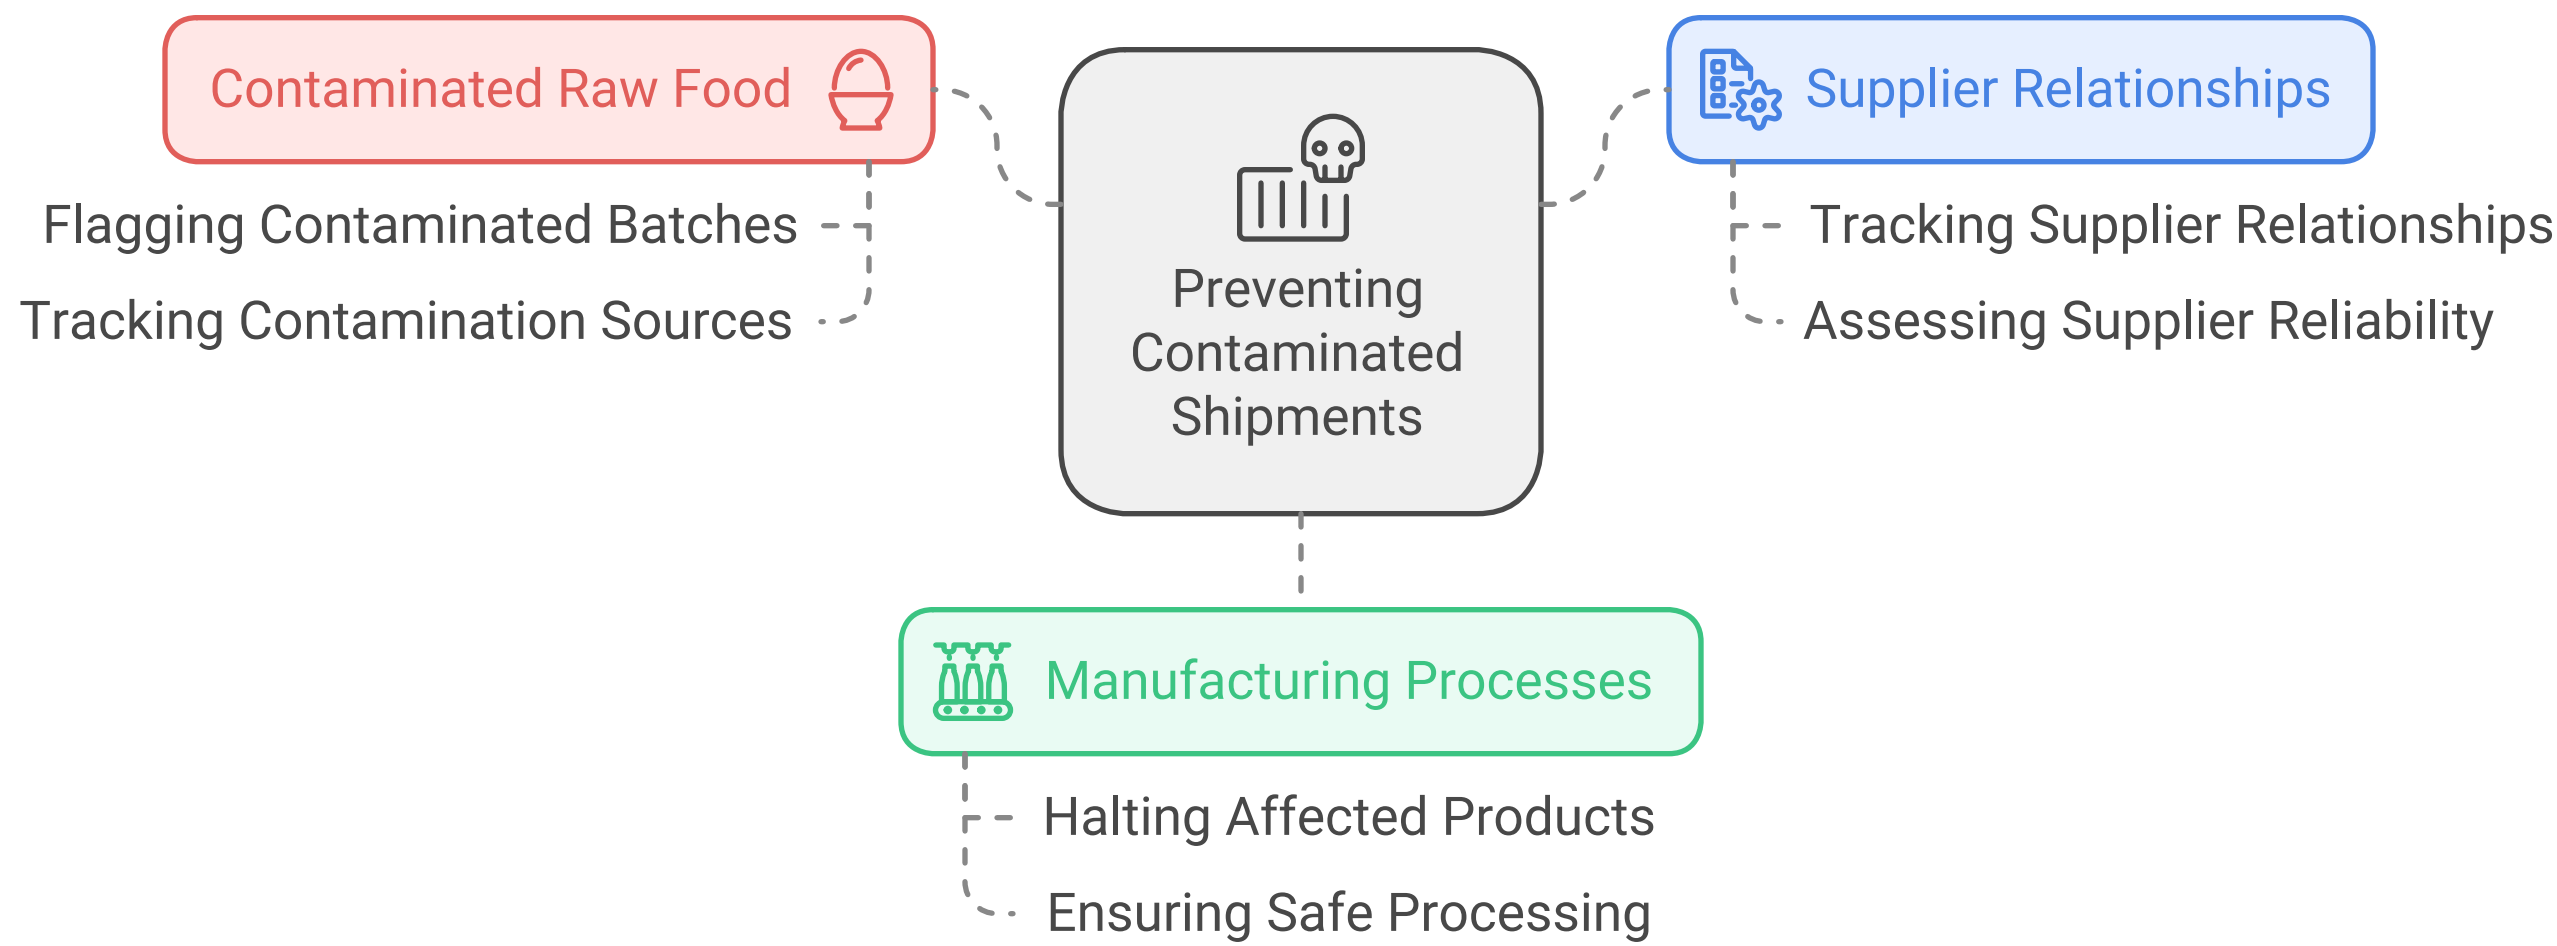 Contaminated Raw Food
Flagging Contaminated Batches
Tracking Contamination Sources
Preventing
Contaminated
Shipments
Supplier Relationships
Tracking Supplier Relationships
Assessing Supplier Reliability
Manufacturing Processes
Halting Affected Products
Ensuring Safe Processing